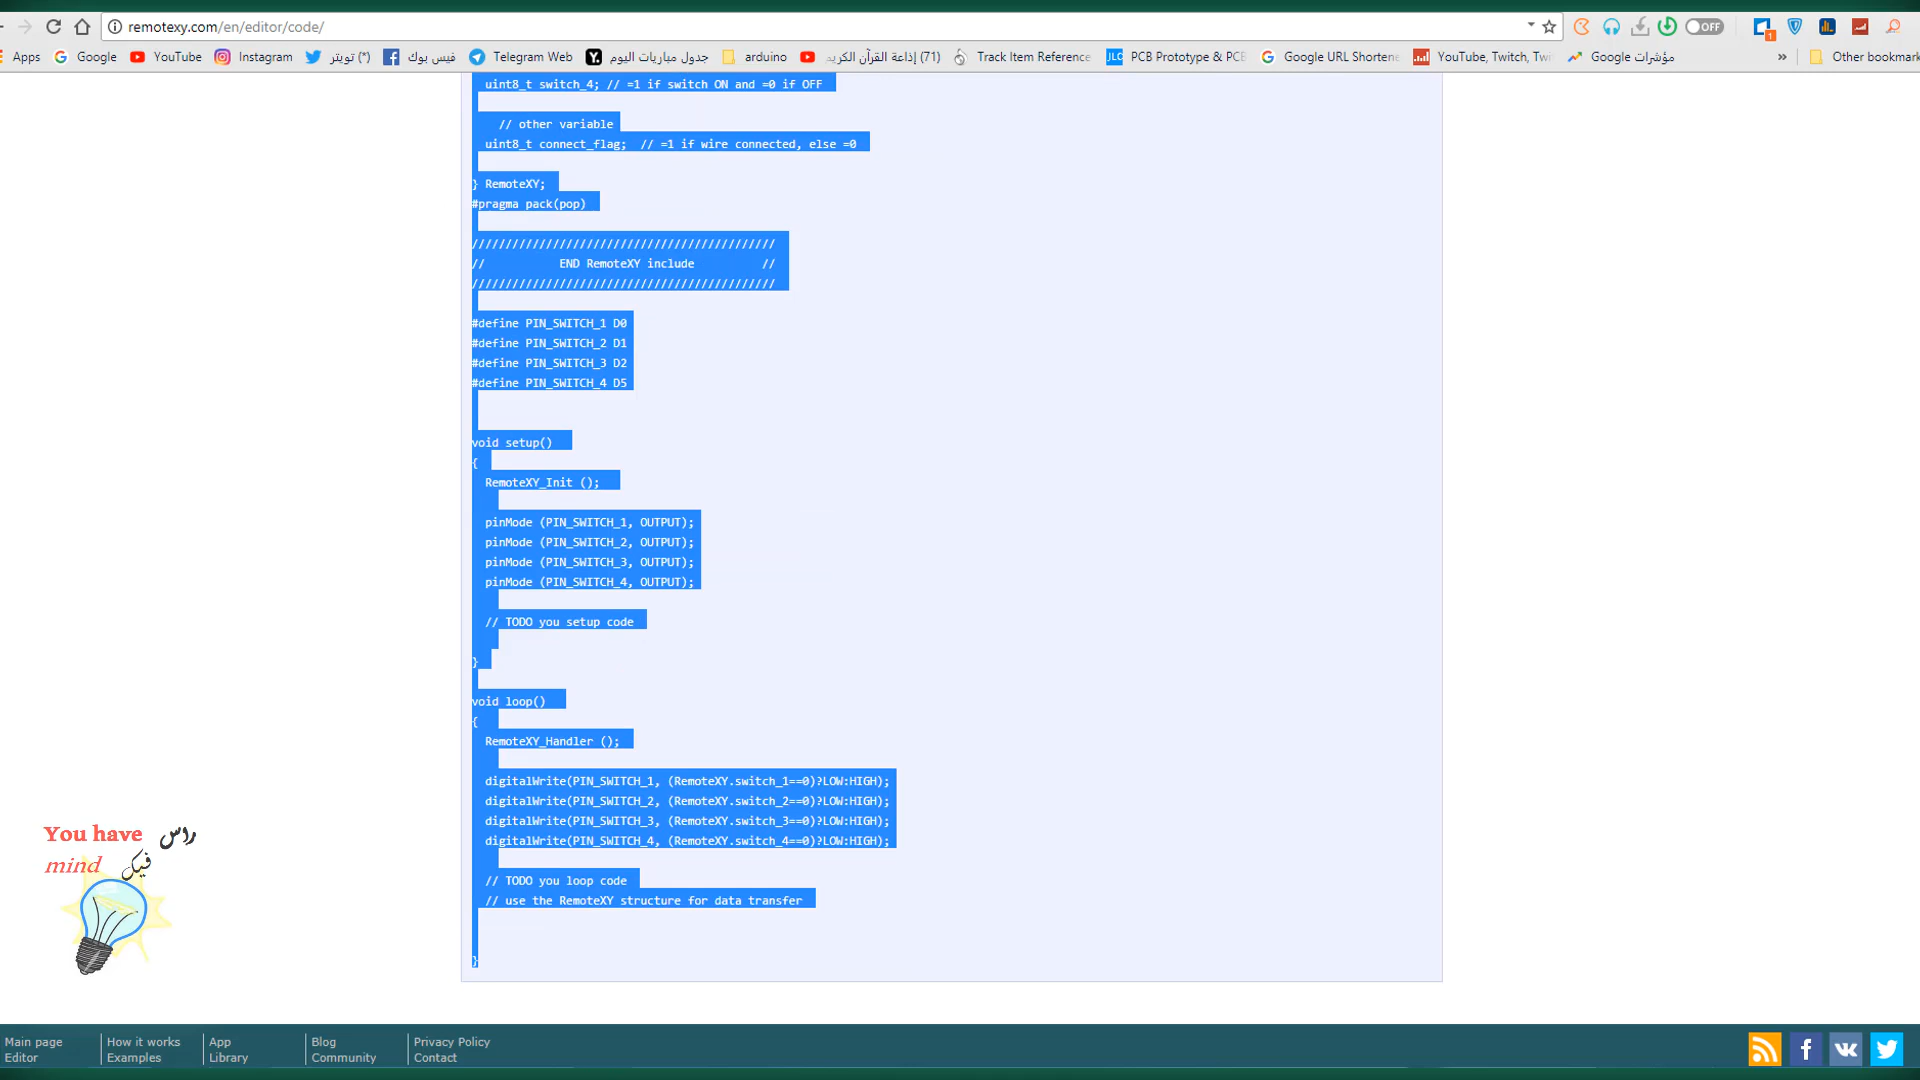 remotexy.com/en/editor/code/
OFF
1
Apps
Google
YouTube
Instagram
(*) تويتر
فيس بوك
Telegram Web
جدول مباريات اليوم
arduino
(71) إذاعة القرآن الكريد
Track Item Reference
JLC PCB Prototype & PCB
Google URL Shortene
YouTube, Twitch, Twi
مؤشرات Google
»
Other bookmark
uint8_t switch_4; // =1 if switch ON and =0 if OFF
// other variable
uint8_t connect_flag;  // =1 if wire connected, else =0
} RemoteXY;
#pragma pack(pop)
/////////////////////////////////////////////
//           END RemoteXY include          //
/////////////////////////////////////////////
#define PIN_SWITCH_1 D0
#define PIN_SWITCH_2 D1
#define PIN_SWITCH_3 D2
#define PIN_SWITCH_4 D5
void setup()
{
RemoteXY_Init ();
pinMode (PIN_SWITCH_1, OUTPUT);
pinMode (PIN_SWITCH_2, OUTPUT);
pinMode (PIN_SWITCH_3, OUTPUT);
pinMode (PIN_SWITCH_4, OUTPUT);
// TODO you setup code
}
void loop()
{
RemoteXY_Handler ();
digitalWrite(PIN_SWITCH_1, (RemoteXY.switch_1==0)?LOW:HIGH);
digitalWrite(PIN_SWITCH_2, (RemoteXY.switch_2==0)?LOW:HIGH);
digitalWrite(PIN_SWITCH_3, (RemoteXY.switch_3==0)?LOW:HIGH);
digitalWrite(PIN_SWITCH_4, (RemoteXY.switch_4==0)?LOW:HIGH);
// TODO you loop code
// use the RemoteXY structure for data transfer
}
You have راس
mind فيك
Main page
Editor
How it works
Examples
App
Library
Blog
Community
Privacy Policy
Contact